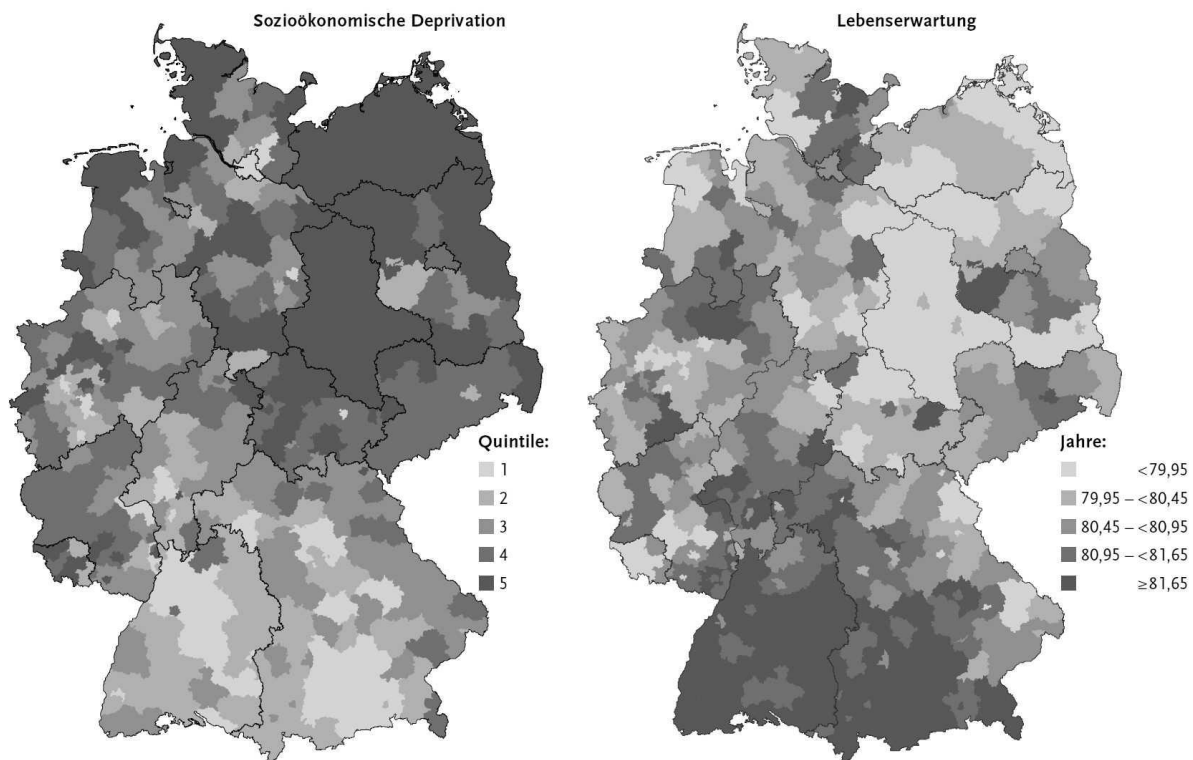 Sozioökonomische Deprivation
Quintile:
1
2
3
4
5
Lebenserwartung
Jahre:
<79,95
79,95 – <80,45
80,45 – <80,95
80,95 – <81,65
≥81,65